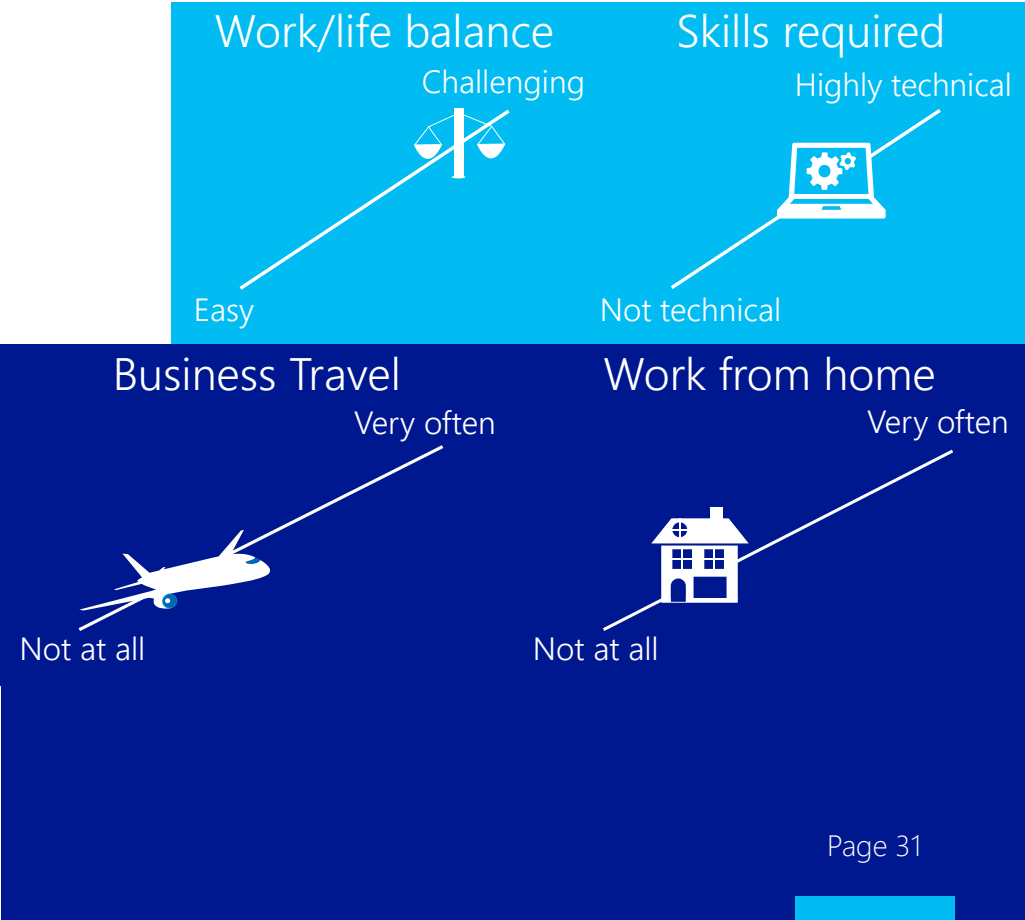 Work/life balance
Challenging
Easy
Skills required
Highly technical
Not technical
Business Travel
Very often
Not at all
Work from home
Very often
Not at all
Page 31